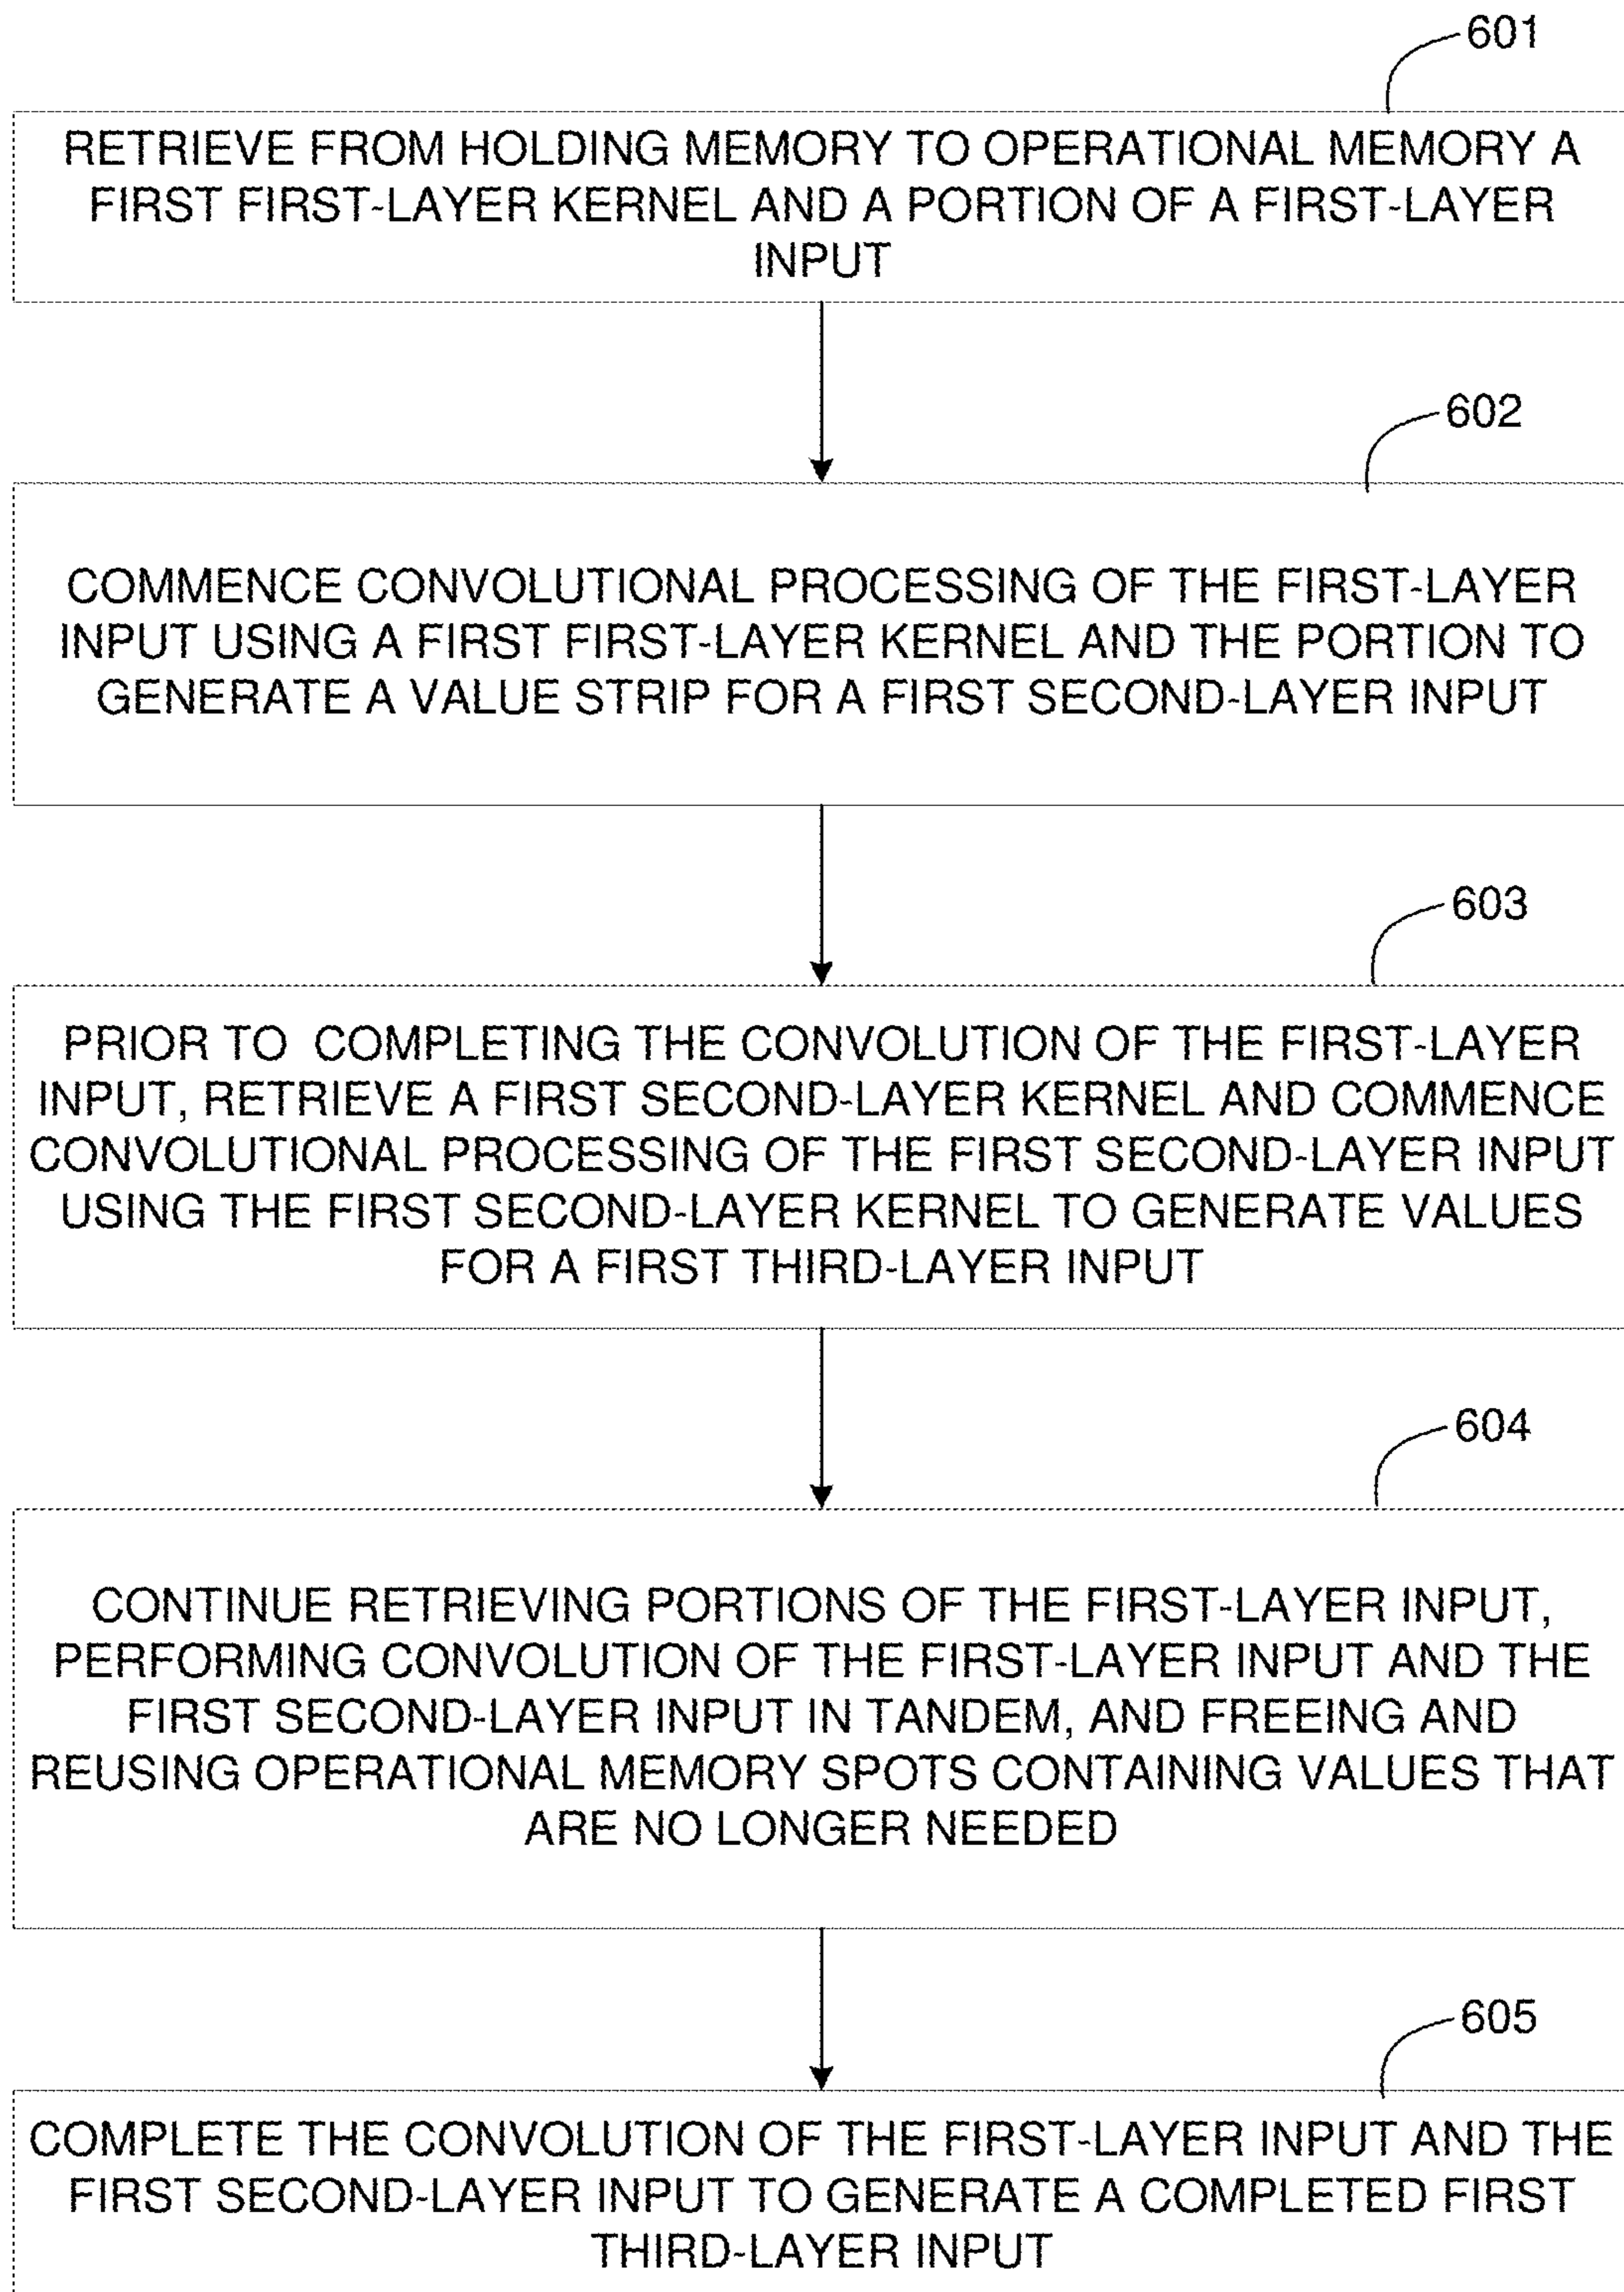 601
RETRIEVE FROM HOLDING MEMORY TO OPERATIONAL MEMORY A
FIRST FIRST-LAYER KERNEL AND A PORTION OF A FIRST-LAYER
INPUT
602
COMMENCE CONVOLUTIONAL PROCESSING OF THE FIRST-LAYER
INPUT USING A FIRST FIRST-LAYER KERNEL AND THE PORTION TO
GENERATE A VALUE STRIP FOR A FIRST SECOND-LAYER INPUT
603
PRIOR TO COMPLETING THE CONVOLUTION OF THE FIRST-LAYER
INPUT, RETRIEVE A FIRST SECOND-LAYER KERNEL AND COMMENCE
CONVOLUTIONAL PROCESSING OF THE FIRST SECOND-LAYER INPUT
USING THE FIRST SECOND-LAYER KERNEL TO GENERATE VALUES
FOR A FIRST THIRD-LAYER INPUT
604
CONTINUE RETRIEVING PORTIONS OF THE FIRST-LAYER INPUT,
PERFORMING CONVOLUTION OF THE FIRST-LAYER INPUT AND THE
FIRST SECOND-LAYER INPUT IN TANDEM, AND FREEING AND
REUSING OPERATIONAL MEMORY SPOTS CONTAINING VALUES THAT
ARE NO LONGER NEEDED
605
COMPLETE THE CONVOLUTION OF THE FIRST-LAYER INPUT AND THE
FIRST SECOND-LAYER INPUT TO GENERATE A COMPLETED FIRST
THIRD-LAYER INPUT